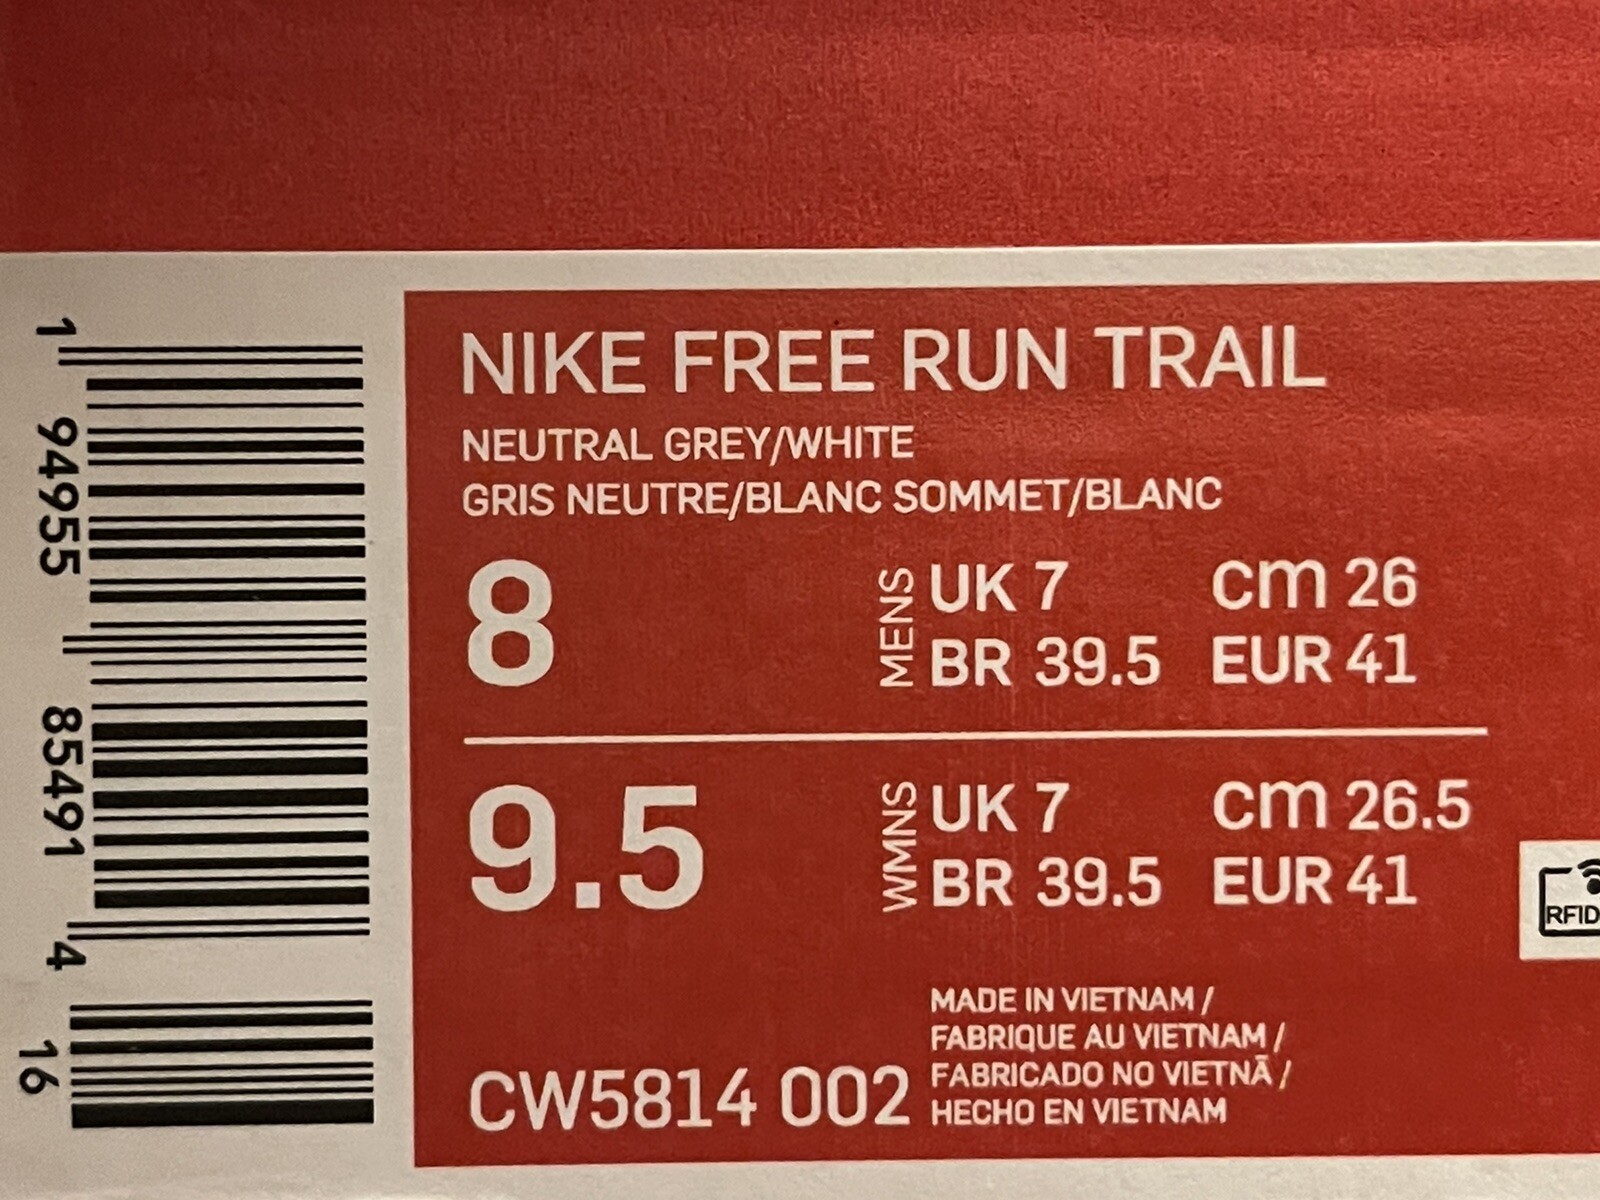 1 94955 85491 4 16
NIKE FREE RUN TRAIL
NEUTRAL GREY/WHITE
GRIS NEUTRE/BLANC SOMMET/BLANC
8
MENS
UK 7 cm 26
BR 39.5 EUR 41
9.5
WMNS
UK 7 cm 26.5
BR 39.5 EUR 41
RFID
MADE IN VIETNAM /
FABRIQUE AU VIETNAM /
FABRICADO NO VIETNÃ /
HECHO EN VIETNAM
CW5814 002